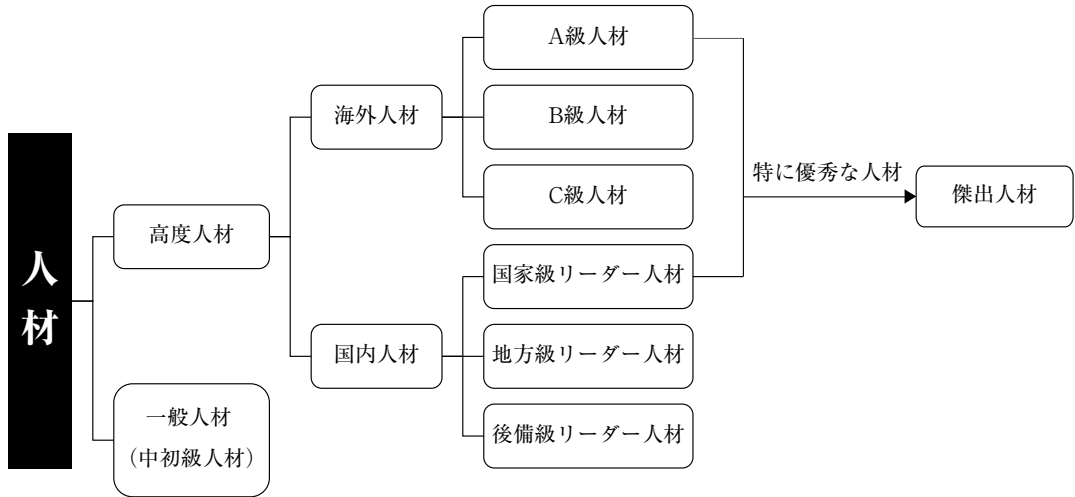 人材
高度人材
一般人材
（中初級人材）
海外人材
国内人材
A級人材
B級人材
C級人材
国家級リーダー人材
地方級リーダー人材
後備級リーダー人材
特に優秀な人材
傑出人材